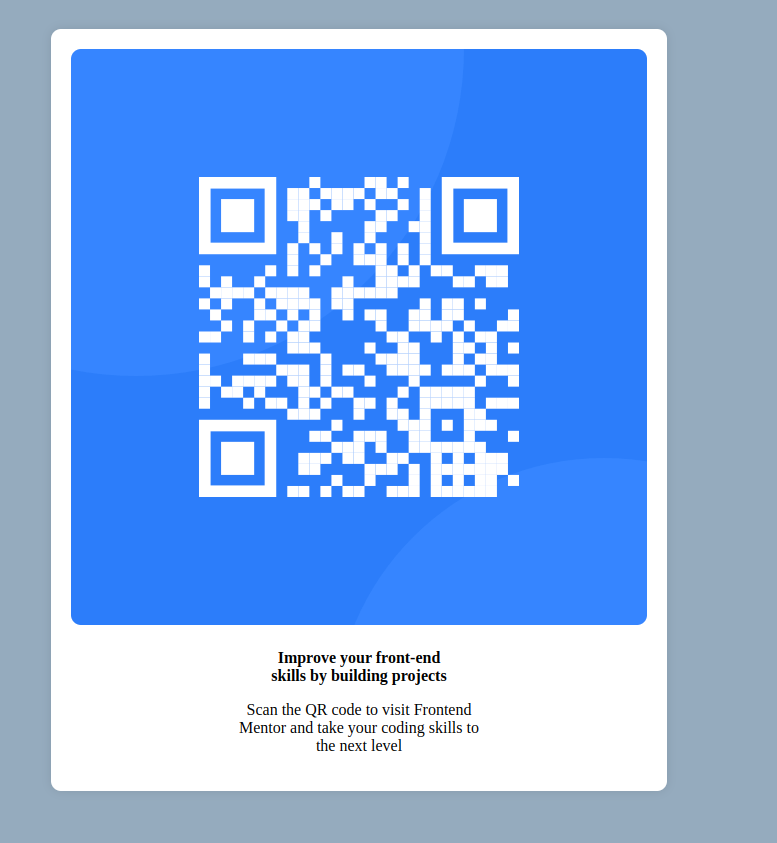 Improve your front-end
skills by building projects
Scan the QR code to visit Frontend
Mentor and take your coding skills to
the next level